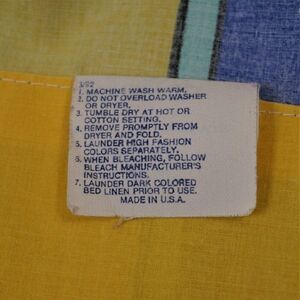 3/92
1. MACHINE WASH WARM.
2. DO NOT OVERLOAD WASHER
OR DRYER.
3. TUMBLE DRY AT HOT OR
COTTON SETTING.
4. REMOVE PROMPTLY FROM
DRYER AND FOLD.
5. LAUNDER HIGH FASHION
COLORS SEPARATELY.
6. WHEN BLEACHING, FOLLOW
BLEACH MANUFACTURER'S
INSTRUCTIONS.
7. LAUNDER DARK COLORED
BED LINEN PRIOR TO USE.
MADE IN U.S.A.